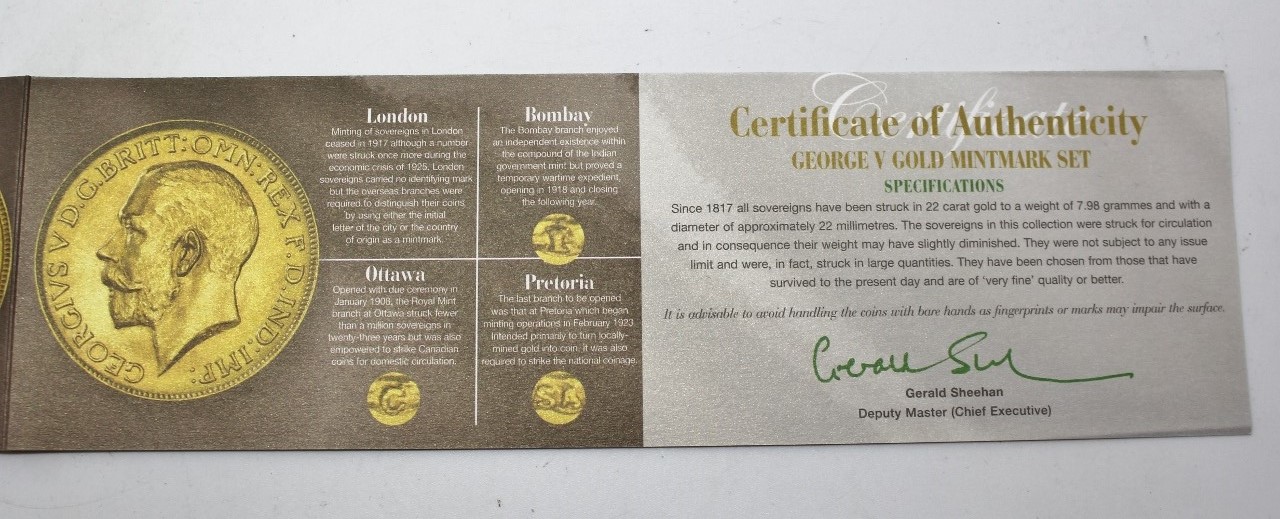 GEORGIVS V D.G.BRITT:OMN:REX F.D.IND:IMP:
London
Minting of sovereigns in London
ceased in 1917 although a number
were struck once more during the
economic crisis of 1925. London
sovereigns carried no identifying mark
but the overseas branches were
required to distinguish their coins
by using either the initial
letter of the city or the country
of origin as a mintmark.
Bombay
The Bombay branch enjoyed
an independent existence within
the compound of the Indian
government mint but proved a
temporary wartime expedient,
opening in 1918 and closing
the following year.
I
Ottawa
Opened with due ceremony in
January 1908, the Royal Mint
branch at Ottawa struck fewer
than a million sovereigns in
twenty-three years but was also
empowered to strike Canadian
coins for domestic circulation.
C
Pretoria
The last branch to be opened
was that at Pretoria which began
minting operations in February 1923.
Intended primarily to turn locally-
mined gold into coin, it was also
required to strike the national coinage.
SA
Certificate
Certificate of Authenticity
GEORGE V GOLD MINTMARK SET
SPECIFICATIONS
Since 1817 all sovereigns have been struck in 22 carat gold to a weight of 7.98 grammes and with a
diameter of approximately 22 millimetres. The sovereigns in this collection were struck for circulation
and in consequence their weight may have slightly diminished. They were not subject to any issue
limit and were, in fact, struck in large quantities. They have been chosen from those that have
survived to the present day and are of 'very fine' quality or better.
It is advisable to avoid handling the coins with bare hands as fingerprints or marks may impair the surface.
Gerald Sheehan
Gerald Sheehan
Deputy Master (Chief Executive)